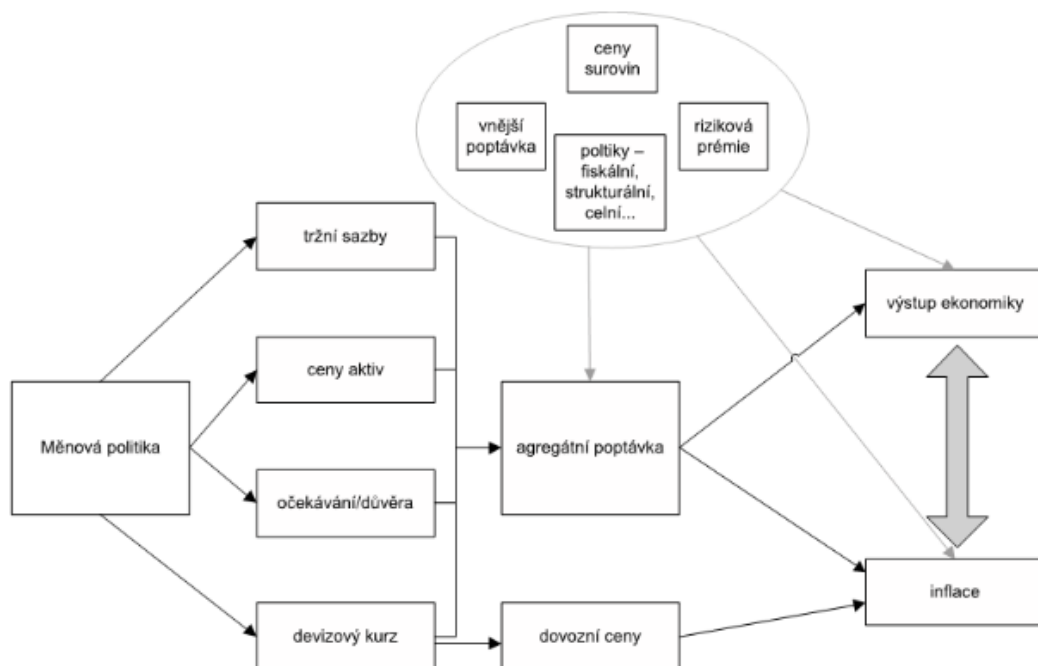 ceny
surovin
vnější
poptávka
riziková
prémie
poltiky –
fiskální,
strukturální,
celní...
tržní sazby
výstup ekonomiky
ceny aktiv
Měnová politika
agregátní poptávka
očekávání/důvěra
inflace
devizový kurz
dovozní ceny